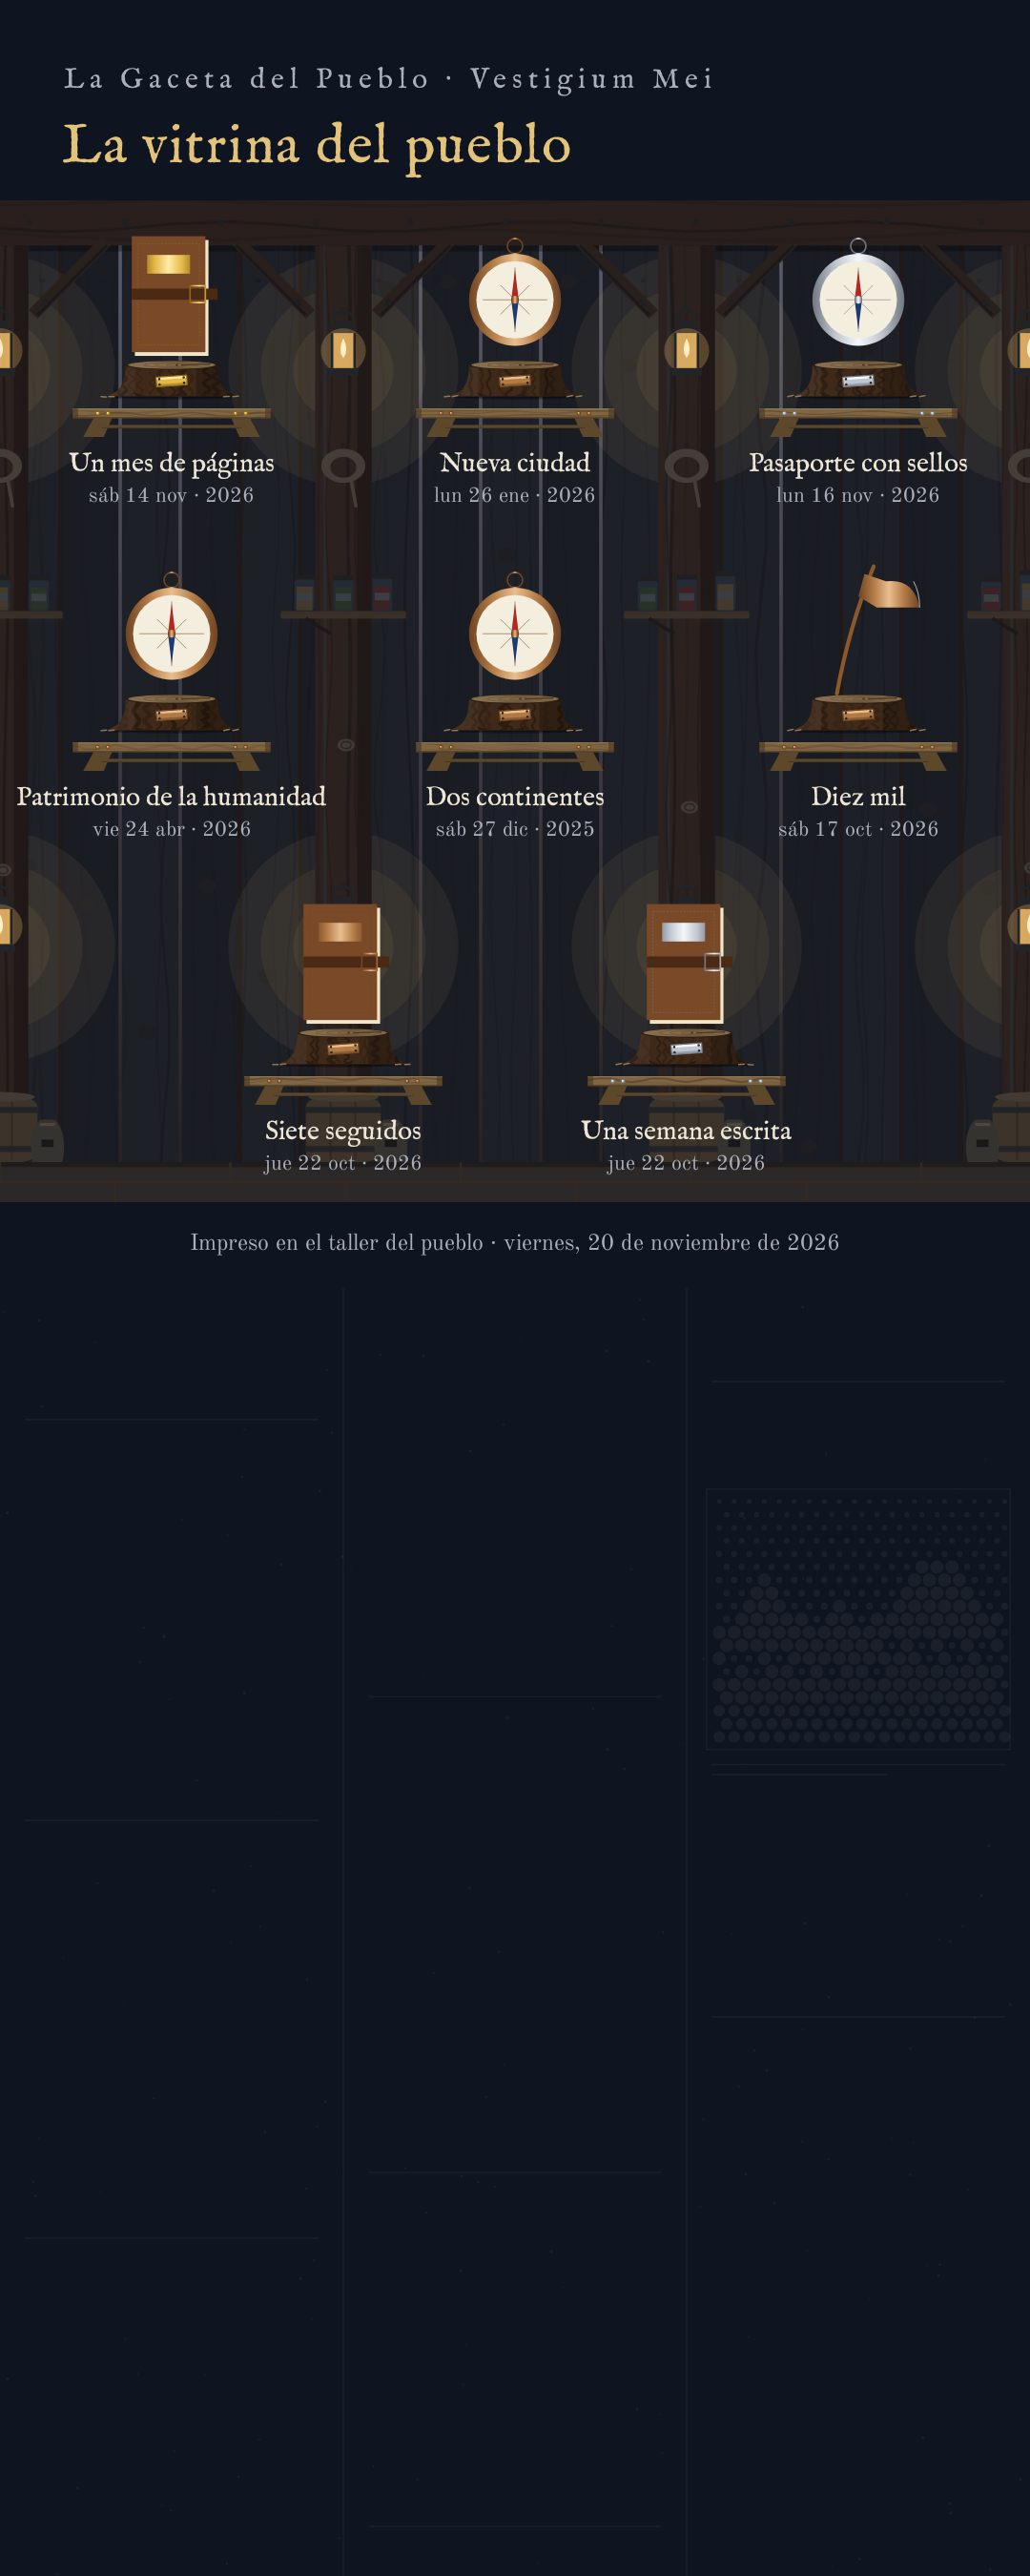 La Gaceta del Pueblo · Vestigium Mei
La vitrina del pueblo
Un mes de páginas
sáb 14 nov · 2026
Nueva ciudad
lun 26 ene · 2026
Pasaporte con sellos
lun 16 nov · 2026
Patrimonio de la humanidad
vie 24 abr · 2026
Dos continentes
sáb 27 dic · 2025
Diez mil
sáb 17 oct · 2026
Siete seguidos
jue 22 oct · 2026
Una semana escrita
jue 22 oct · 2026
Impreso en el taller del pueblo · viernes, 20 de noviembre de 2026